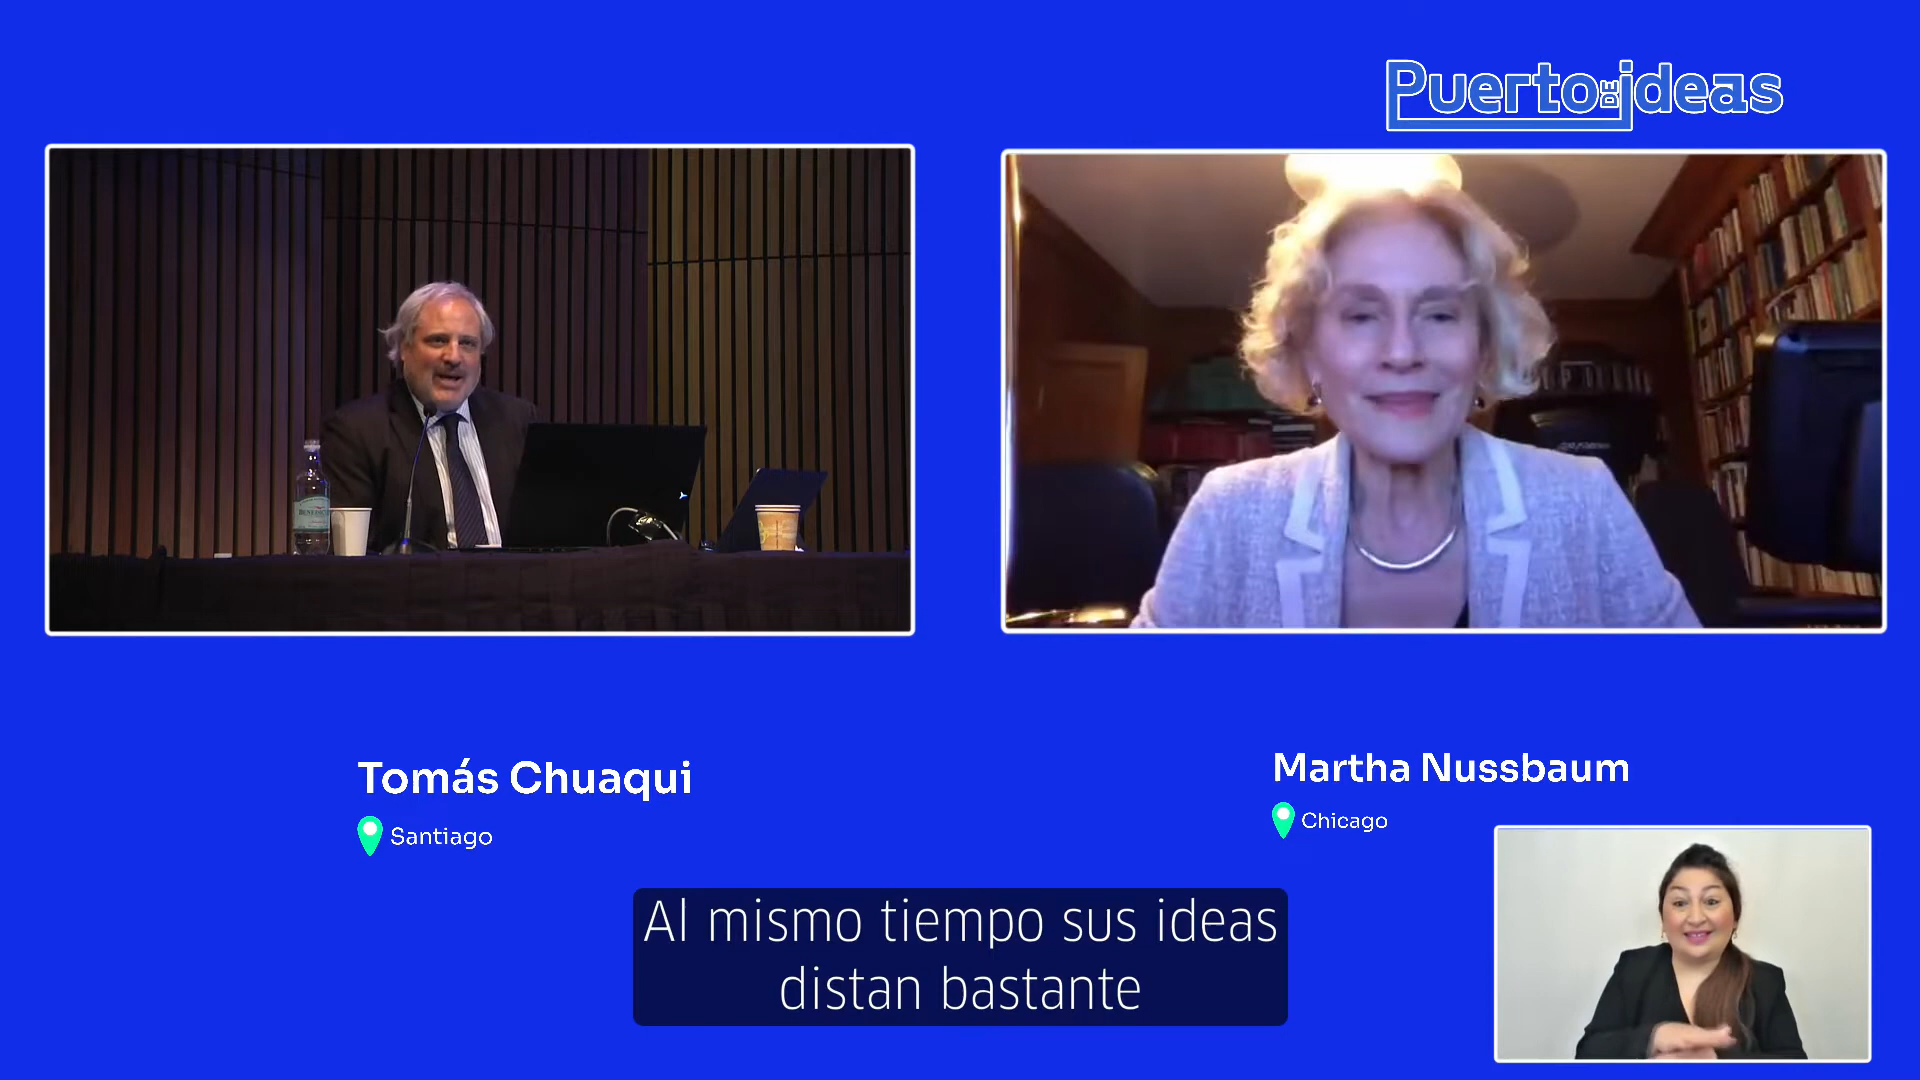 Puerto DE ideas
Tomás Chuaqui
Santiago
Martha Nussbaum
Chicago
Al mismo tiempo sus ideas
distan bastante